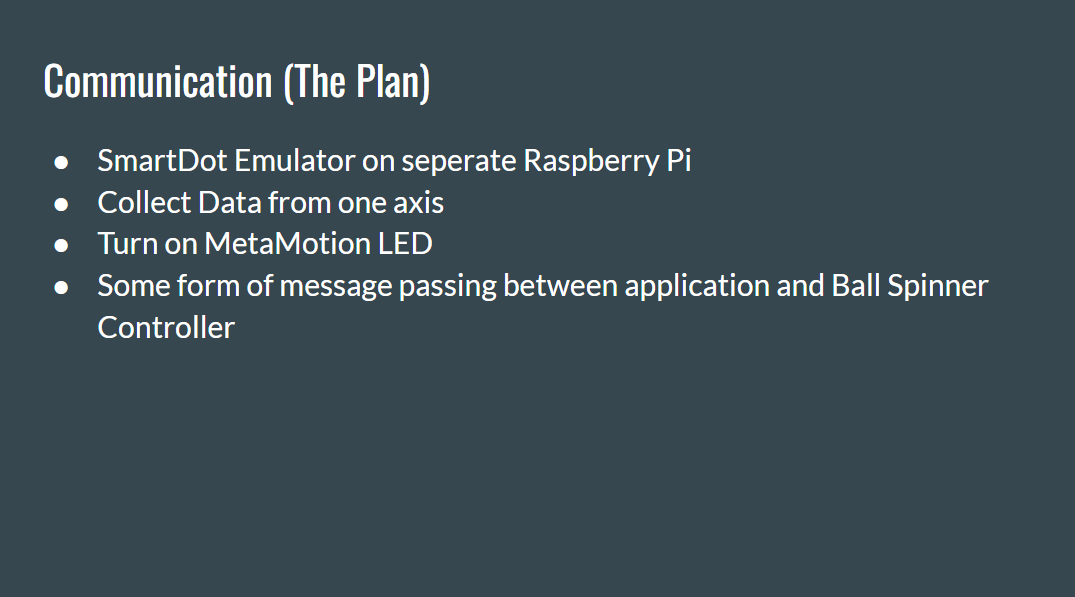 Communication (The Plan)
● SmartDot Emulator on seperate Raspberry Pi
● Collect Data from one axis
● Turn on MetaMotion LED
● Some form of message passing between application and Ball Spinner
Controller